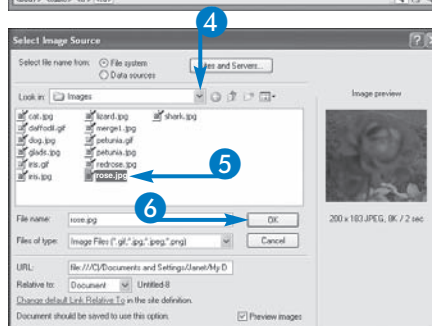 4
Select Image Source
Select file name from: File system
Data sources
Sites and Servers...
Look in: Images
Image preview
cat.jpg lizard.jpg shark.jpg
daffodil.gif merge1.jpg
dog.jpg petunia.gif
glads.jpg petunia.jpg
iris.gif redrose.jpg
iris.jpg rose.jpg
5
6
File name: rose.jpg OK
200 x 183 JPEG, 8K / 2 sec
Files of type: Image Files (*.gif,*.jpg,*.jpeg,*.png) Cancel
URL: file:///C|/Documents and Settings/Janet/My D
Relative to: Document Untitled-8
Change default Link Relative To in the site definition.
Document should be saved to use this option. Preview images